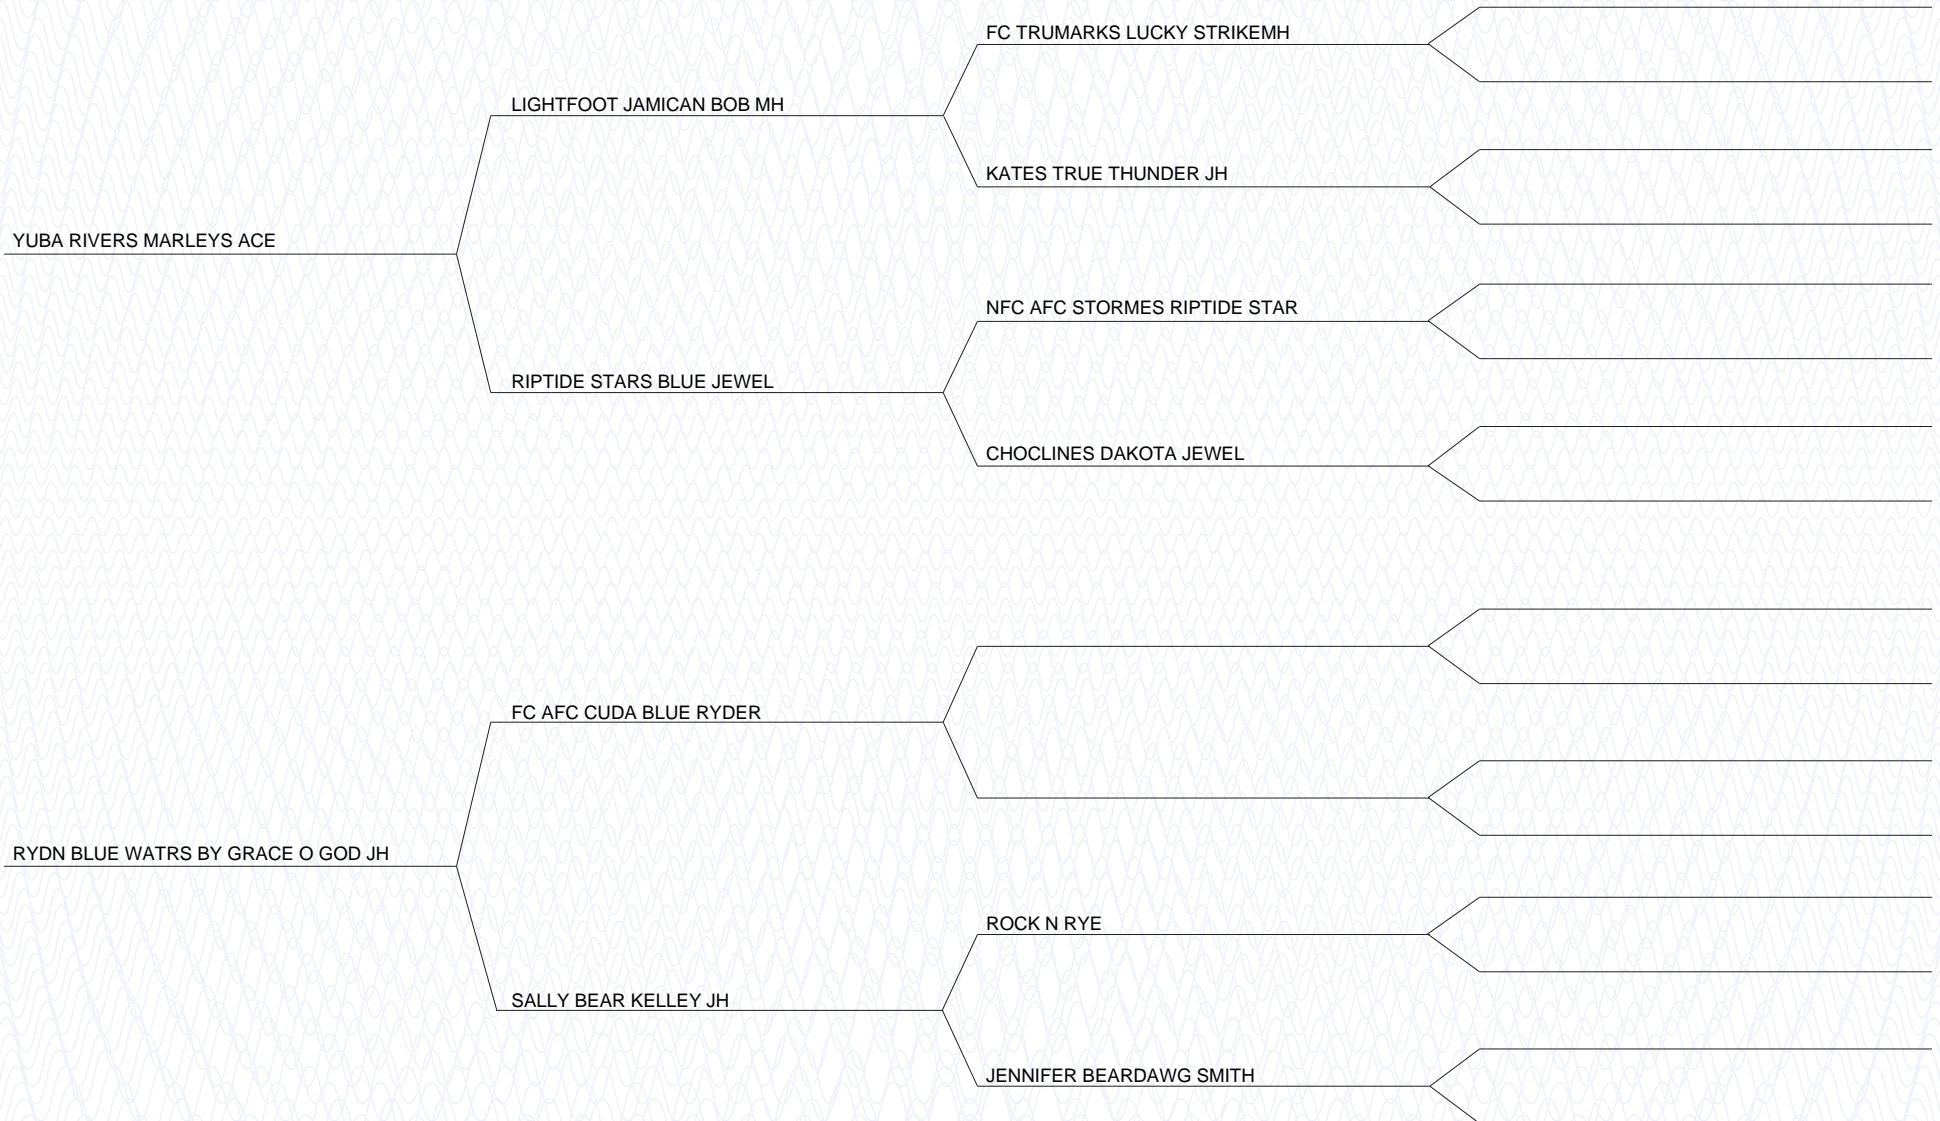 FC TRUMARKS LUCKY STRIKEMH
LIGHTFOOT JAMICAN BOB MH
KATES TRUE THUNDER JH
YUBA RIVERS MARLEYS ACE
NFC AFC STORMES RIPTIDE STAR
RIPTIDE STARS BLUE JEWEL
CHOCLINES DAKOTA JEWEL
FC AFC CUDA BLUE RYDER
RYDN BLUE WATRS BY GRACE O GOD JH
ROCK N RYE
SALLY BEAR KELLEY JH
JENNIFER BEARDAWG SMITH